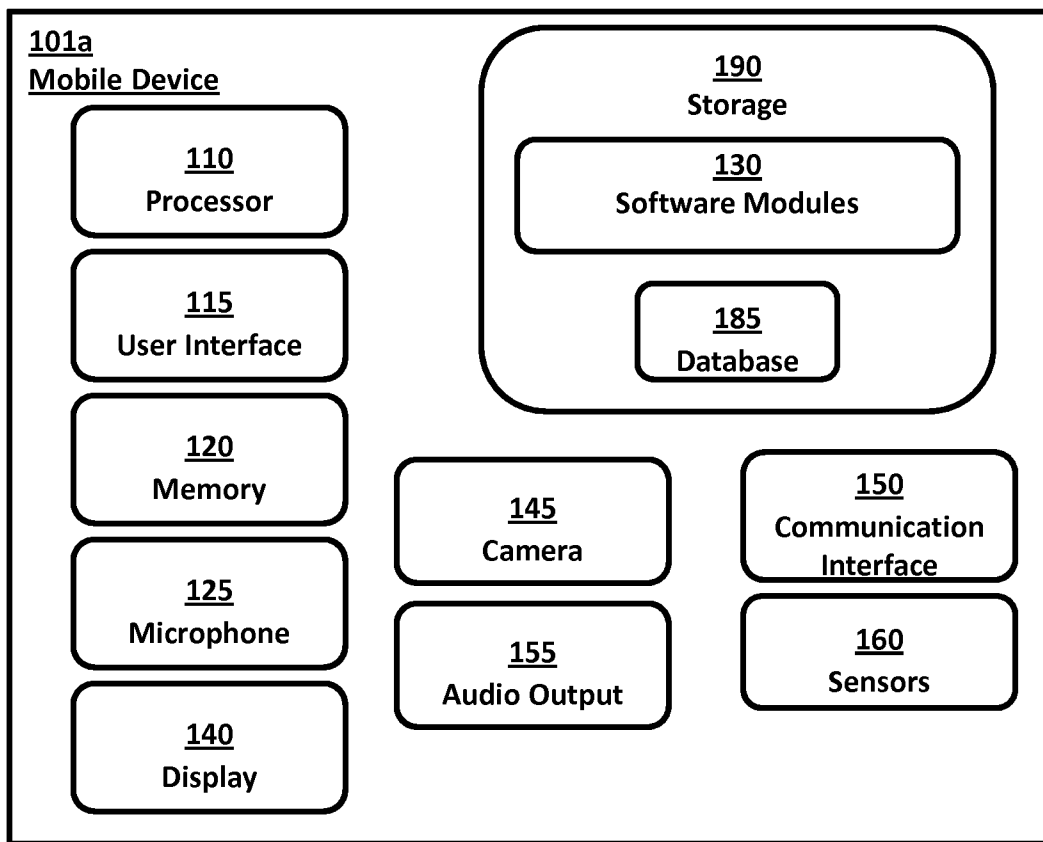 101a
Mobile Device
110
Processor
115
User Interface
120
Memory
125
Microphone
140
Display
190
Storage
130
Software Modules
185
Database
145
Camera
155
Audio Output
150
Communication
Interface
160
Sensors